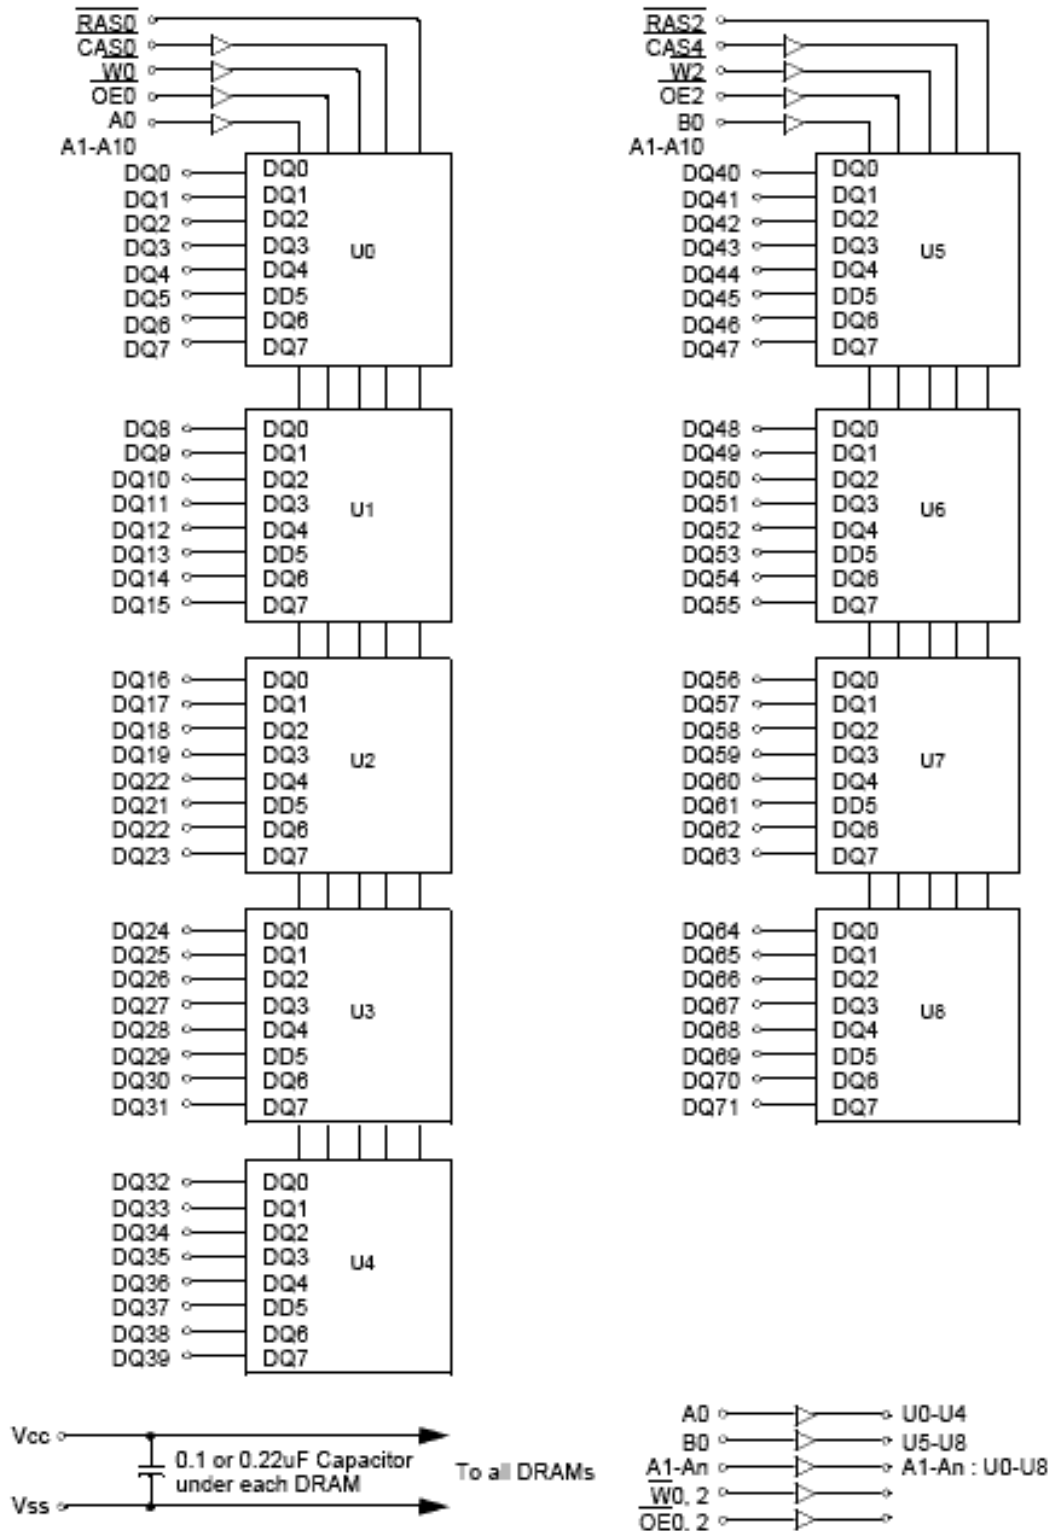 RAS0
CAS0
W0
OE0
A0
A1-A10
DQ0 DQ0
DQ1 DQ1
DQ2 DQ2
DQ3 DQ3
DQ4 DQ4
DQ5 DD5
DQ6 DQ6
DQ7 DQ7
U0
DQ8 DQ0
DQ9 DQ1
DQ10 DQ2
DQ11 DQ3
DQ12 DQ4
DQ13 DD5
DQ14 DQ6
DQ15 DQ7
U1
DQ16 DQ0
DQ17 DQ1
DQ18 DQ2
DQ19 DQ3
DQ22 DQ4
DQ21 DD5
DQ22 DQ6
DQ23 DQ7
U2
DQ24 DQ0
DQ25 DQ1
DQ26 DQ2
DQ27 DQ3
DQ28 DQ4
DQ29 DD5
DQ30 DQ6
DQ31 DQ7
U3
DQ32 DQ0
DQ33 DQ1
DQ34 DQ2
DQ35 DQ3
DQ36 DQ4
DQ37 DD5
DQ38 DQ6
DQ39 DQ7
U4
RAS2
CAS4
W2
OE2
B0
A1-A10
DQ40 DQ0
DQ41 DQ1
DQ42 DQ2
DQ43 DQ3
DQ44 DQ4
DQ45 DD5
DQ46 DQ6
DQ47 DQ7
U5
DQ48 DQ0
DQ49 DQ1
DQ50 DQ2
DQ51 DQ3
DQ52 DQ4
DQ53 DD5
DQ54 DQ6
DQ55 DQ7
U6
DQ56 DQ0
DQ57 DQ1
DQ58 DQ2
DQ59 DQ3
DQ60 DQ4
DQ61 DD5
DQ62 DQ6
DQ63 DQ7
U7
DQ64 DQ0
DQ65 DQ1
DQ66 DQ2
DQ67 DQ3
DQ68 DQ4
DQ69 DD5
DQ70 DQ6
DQ71 DQ7
U8
Vcc
0.1 or 0.22uF Capacitor
under each DRAM
To all DRAMs
Vss
A0 U0-U4
B0 U5-U8
A1-An A1-An : U0-U8
W0, 2
OE0, 2